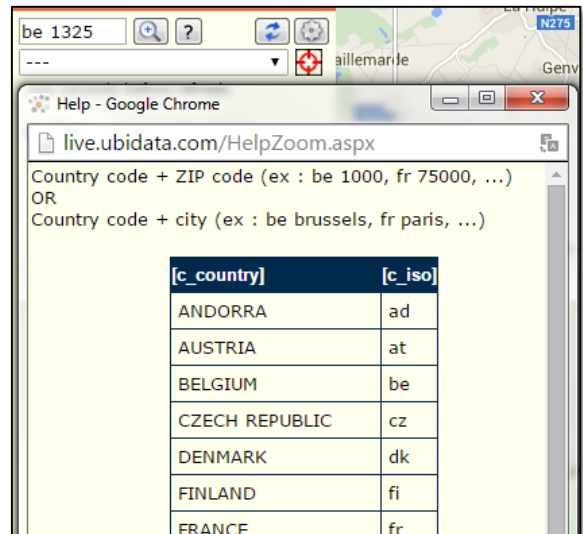 be 1325
?
N275
---
aillemarde
Genv
Help - Google Chrome
live.ubidata.com/HelpZoom.aspx
Country code + ZIP code (ex : be 1000, fr 75000, ...)
OR
Country code + city (ex : be brussels, fr paris, ...)
[c_country] [c_iso]
ANDORRA ad
AUSTRIA at
BELGIUM be
CZECH REPUBLIC cz
DENMARK dk
FINLAND fi
FRANCE fr